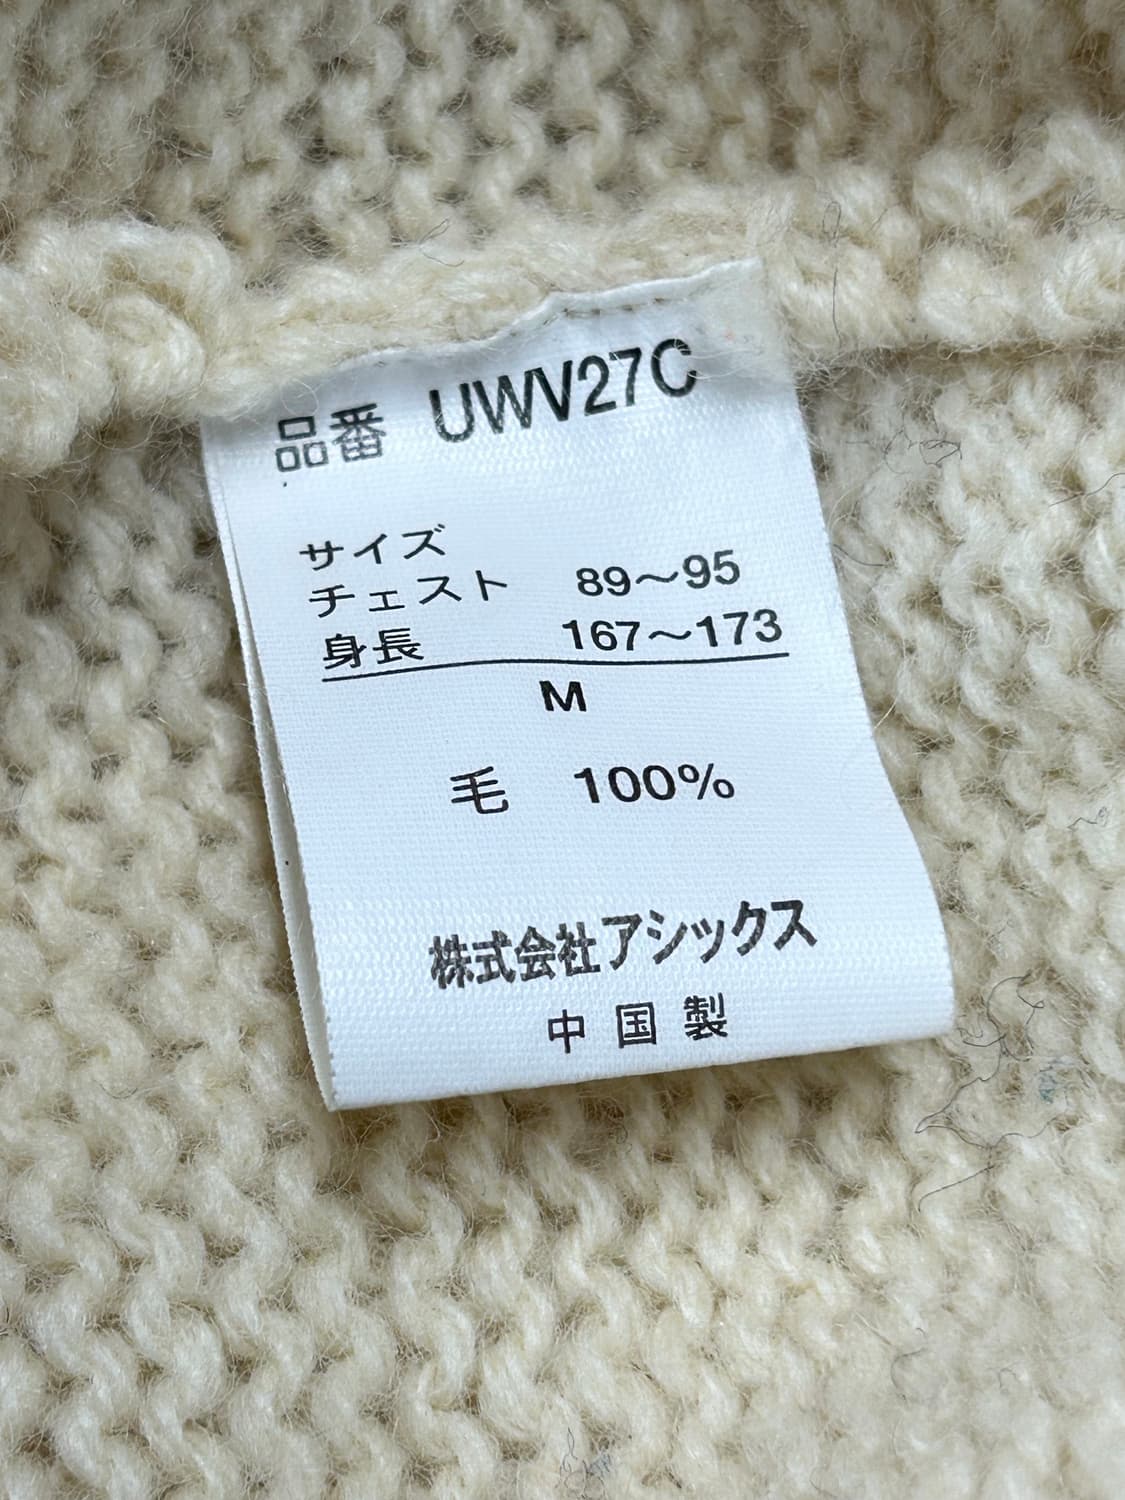 品番 UWV27C
サイズ
チェスト 89～95
身長 167～173
M
毛 100%
株式会社アシックス
中国製